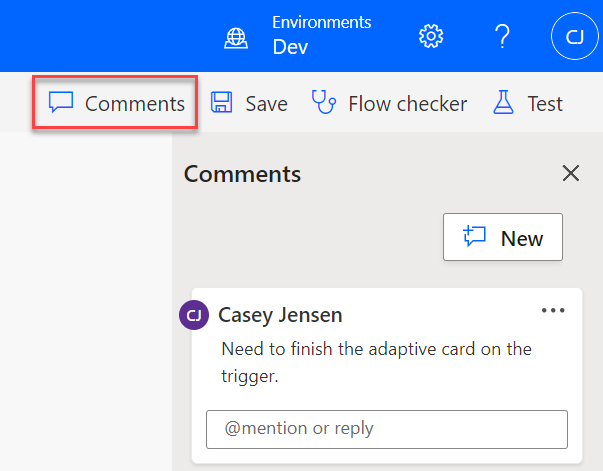 Environments
Dev
? CJ
Comments Save Flow checker Test
Comments
New
CJ Casey Jensen
Need to finish the adaptive card on the
trigger.
@mention or reply